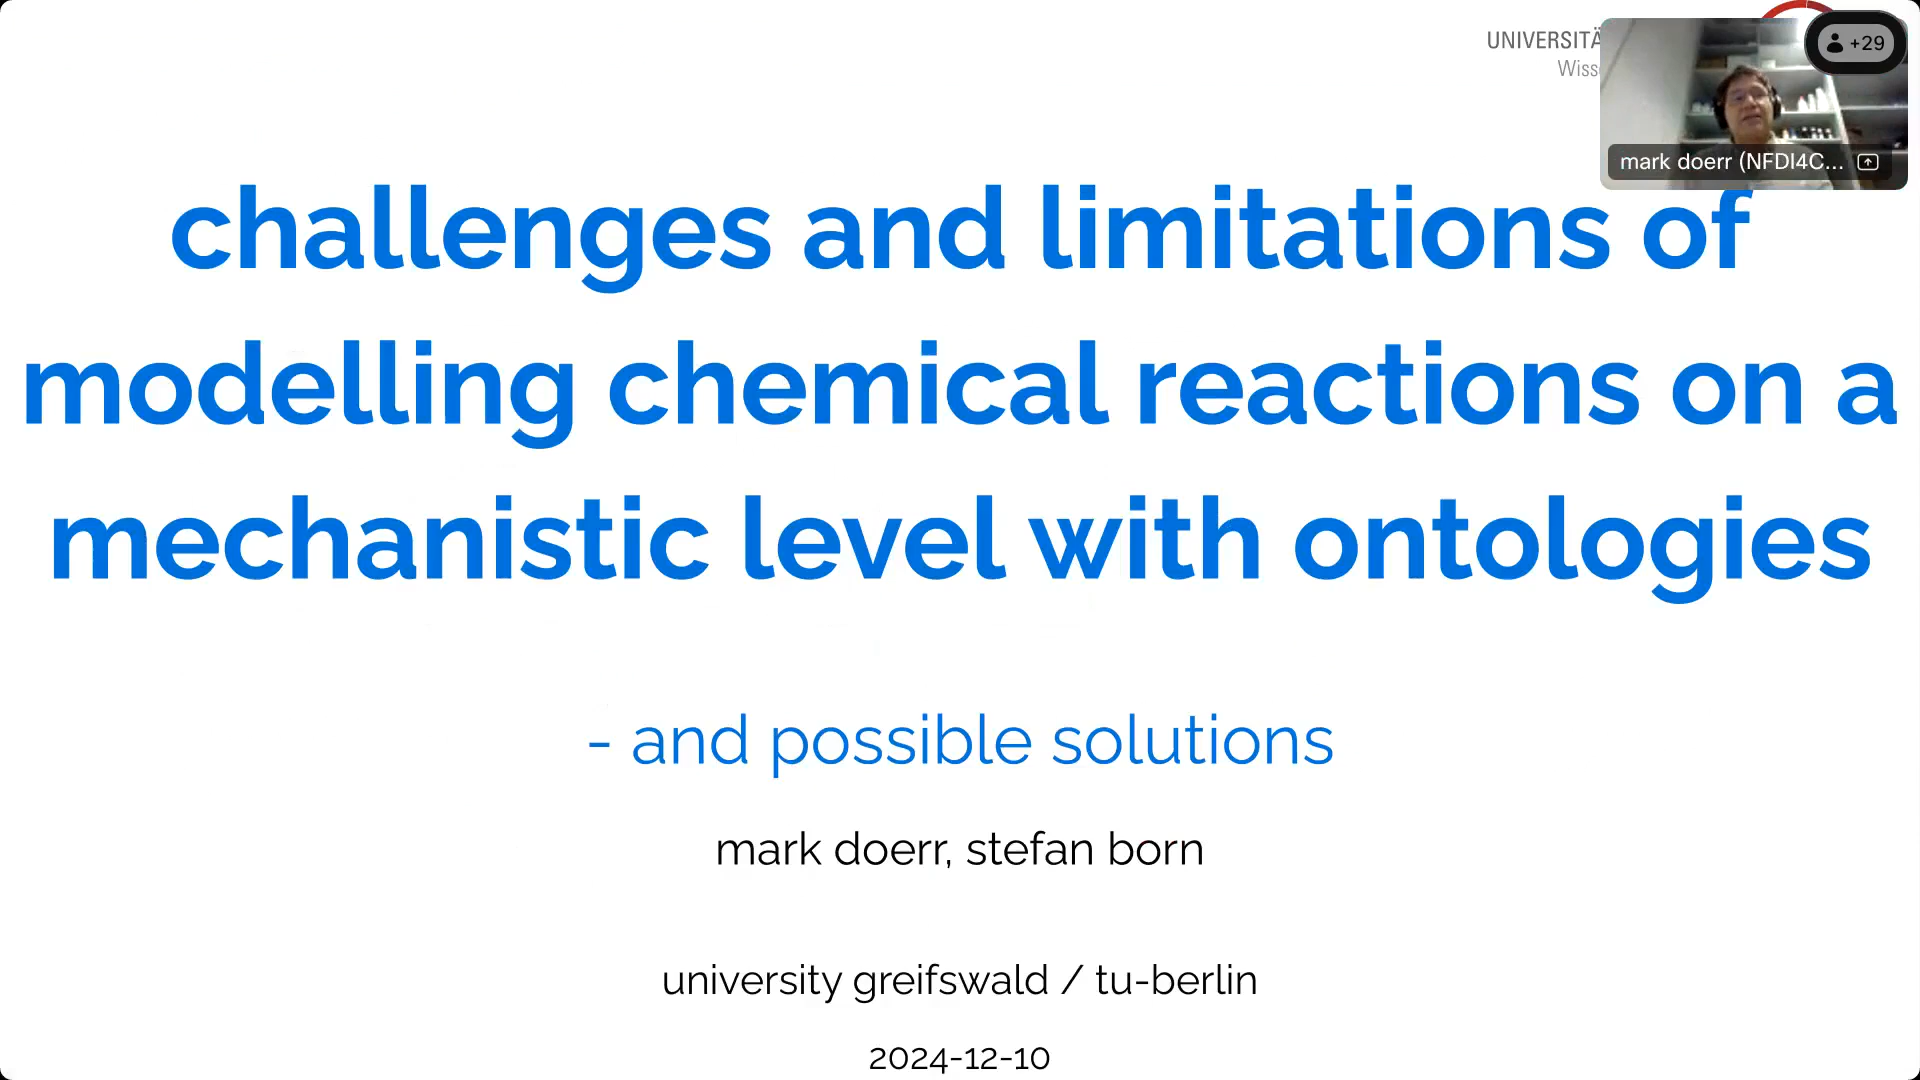 UNIVERSITÄ
Wiss
+29
mark doerr (NFDI4C...
challenges and limitations of
modelling chemical reactions on a
mechanistic level with ontologies
- and possible solutions
mark doerr, stefan born
university greifswald / tu-berlin
2024-12-10